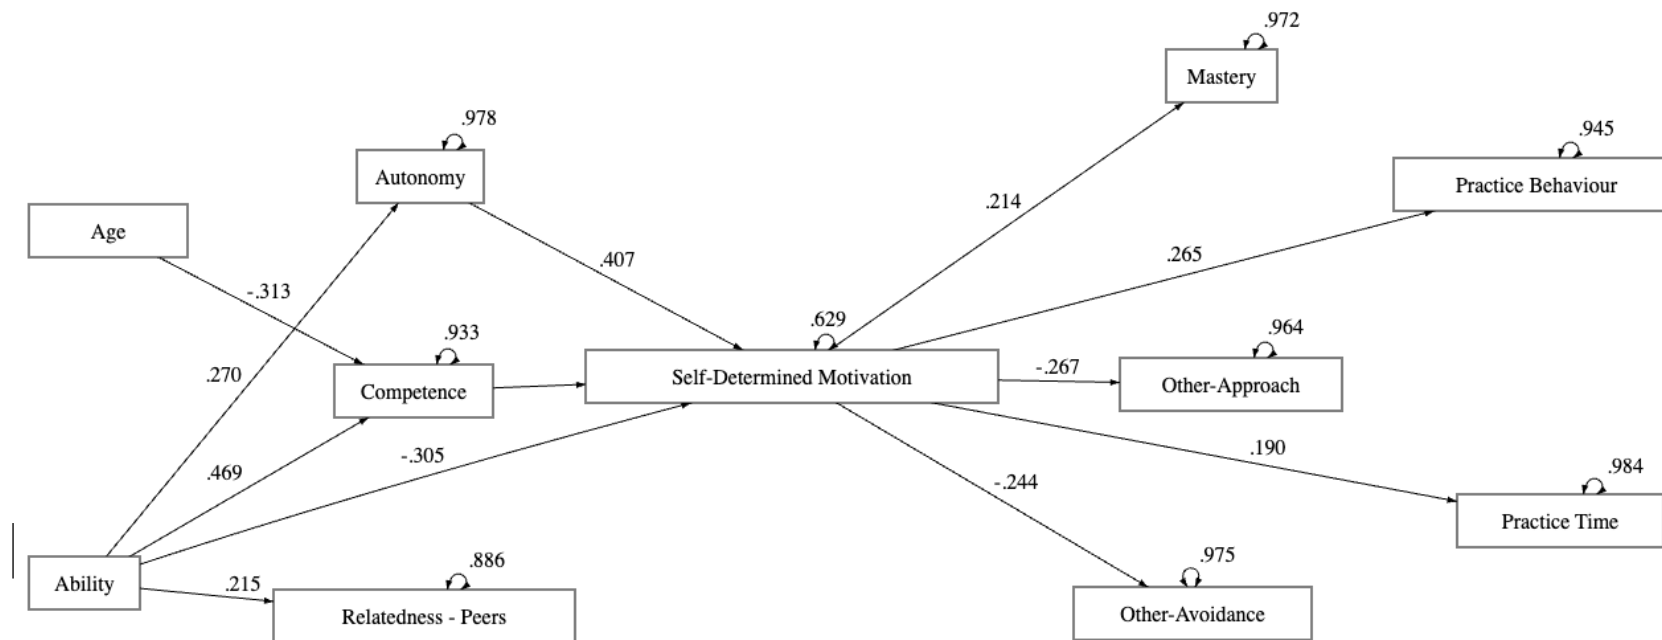 .972
Mastery
.978
.945
Autonomy
Practice Behaviour
Age
.214
.407
.265
-.313
.933
.629
.964
.270
Competence
Self-Determined Motivation
-.267
Other-Approach
.469
-.305
.190
-.244
.984
Practice Time
.886
.975
Ability
.215
Relatedness - Peers
Other-Avoidance